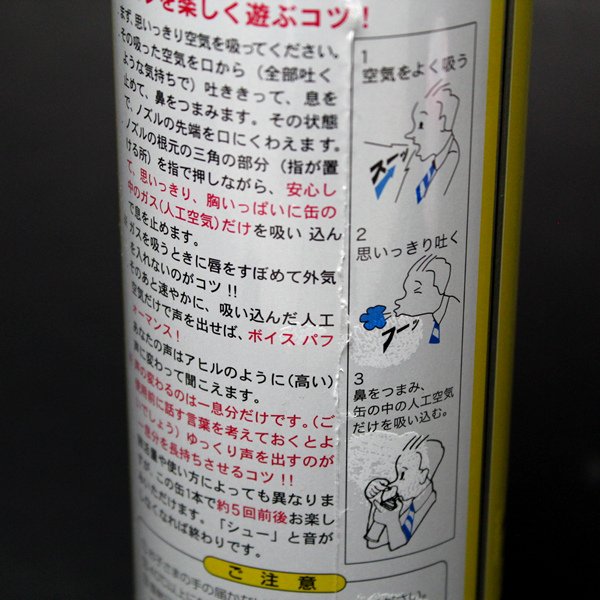 を楽しく遊ぶコツ！
まず、思いっきり空気を吸ってください。
その吸った空気を口から（全部吐く
ような気持ちで）吐ききって、息を
止めて、鼻をつまみます。その状態
で、ノズルの先端を口にくわえます。
ノズルの根元の三角の部分（指が置
ける所）を指で押しながら、安心し
て、思いっきり、胸いっぱいに缶の
中のガス(人工空気)だけを吸い込ん
で息を止めます。
ガスを吸うときに唇をすぼめて外気
を入れないのがコツ!!
そのあと速やかに、吸い込んだ人工
空気だけで声を出せば、ボイスパフ
ォーマンス！
あなたの声はアヒルのように(高い)
声に変わって聞こえます。
声の変わるのは一息分だけです。(ご
使用前に話す言葉を考えておくとよ
いでしょう）ゆっくり声を出すのが
一息分を長持ちさせるコツ!!
や使い方によっても異なりま
すが、この缶1本で約5回前後お楽し
みいただけます。「シュー」と音が
しなくなれば終わりです。
ご注意
の手の届か
1
空気をよく吸う
スーッ
2
思いっきり吐く
フーッ
3
鼻をつまみ、
缶の中の人工空気
だけを吸い込む。